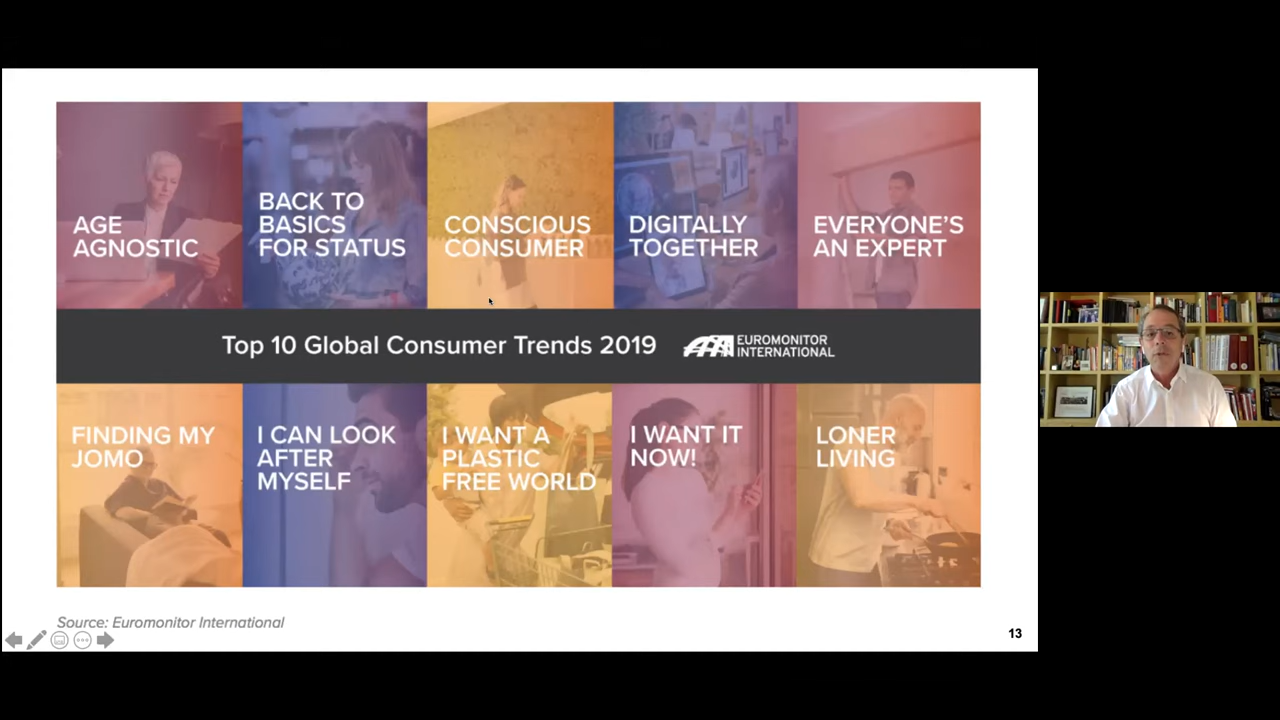 AGE
AGNOSTIC
BACK TO
BASICS
FOR STATUS
CONSCIOUS
CONSUMER
DIGITALLY
TOGETHER
EVERYONE'S
AN EXPERT
Top 10 Global Consumer Trends 2019
EUROMONITOR
INTERNATIONAL
FINDING MY
JOMO
I CAN LOOK
AFTER
MYSELF
I WANT A
PLASTIC
FREE WORLD
I WANT IT
NOW!
LONER
LIVING
Source: Euromonitor International
13